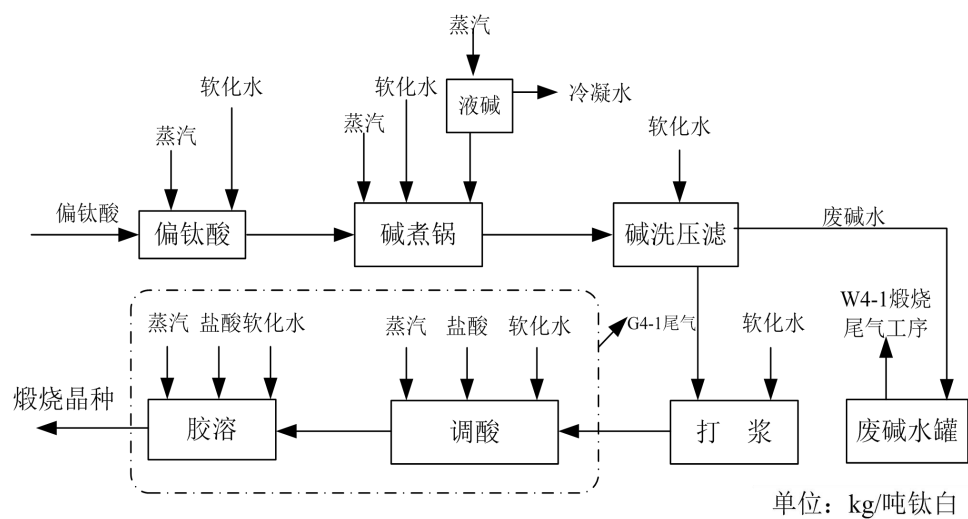 蒸汽
软化水
软化水
液碱
冷凝水
蒸汽
蒸汽
软化水
偏钛酸
偏钛酸
碱煮锅
碱洗压滤
废碱水
W4-1煅烧
尾气工序
蒸汽
盐酸
软化水
蒸汽
盐酸
软化水
G4-1尾气
软化水
煅烧晶种
胶溶
调酸
打 浆
废碱水罐
单位：kg/吨钛白